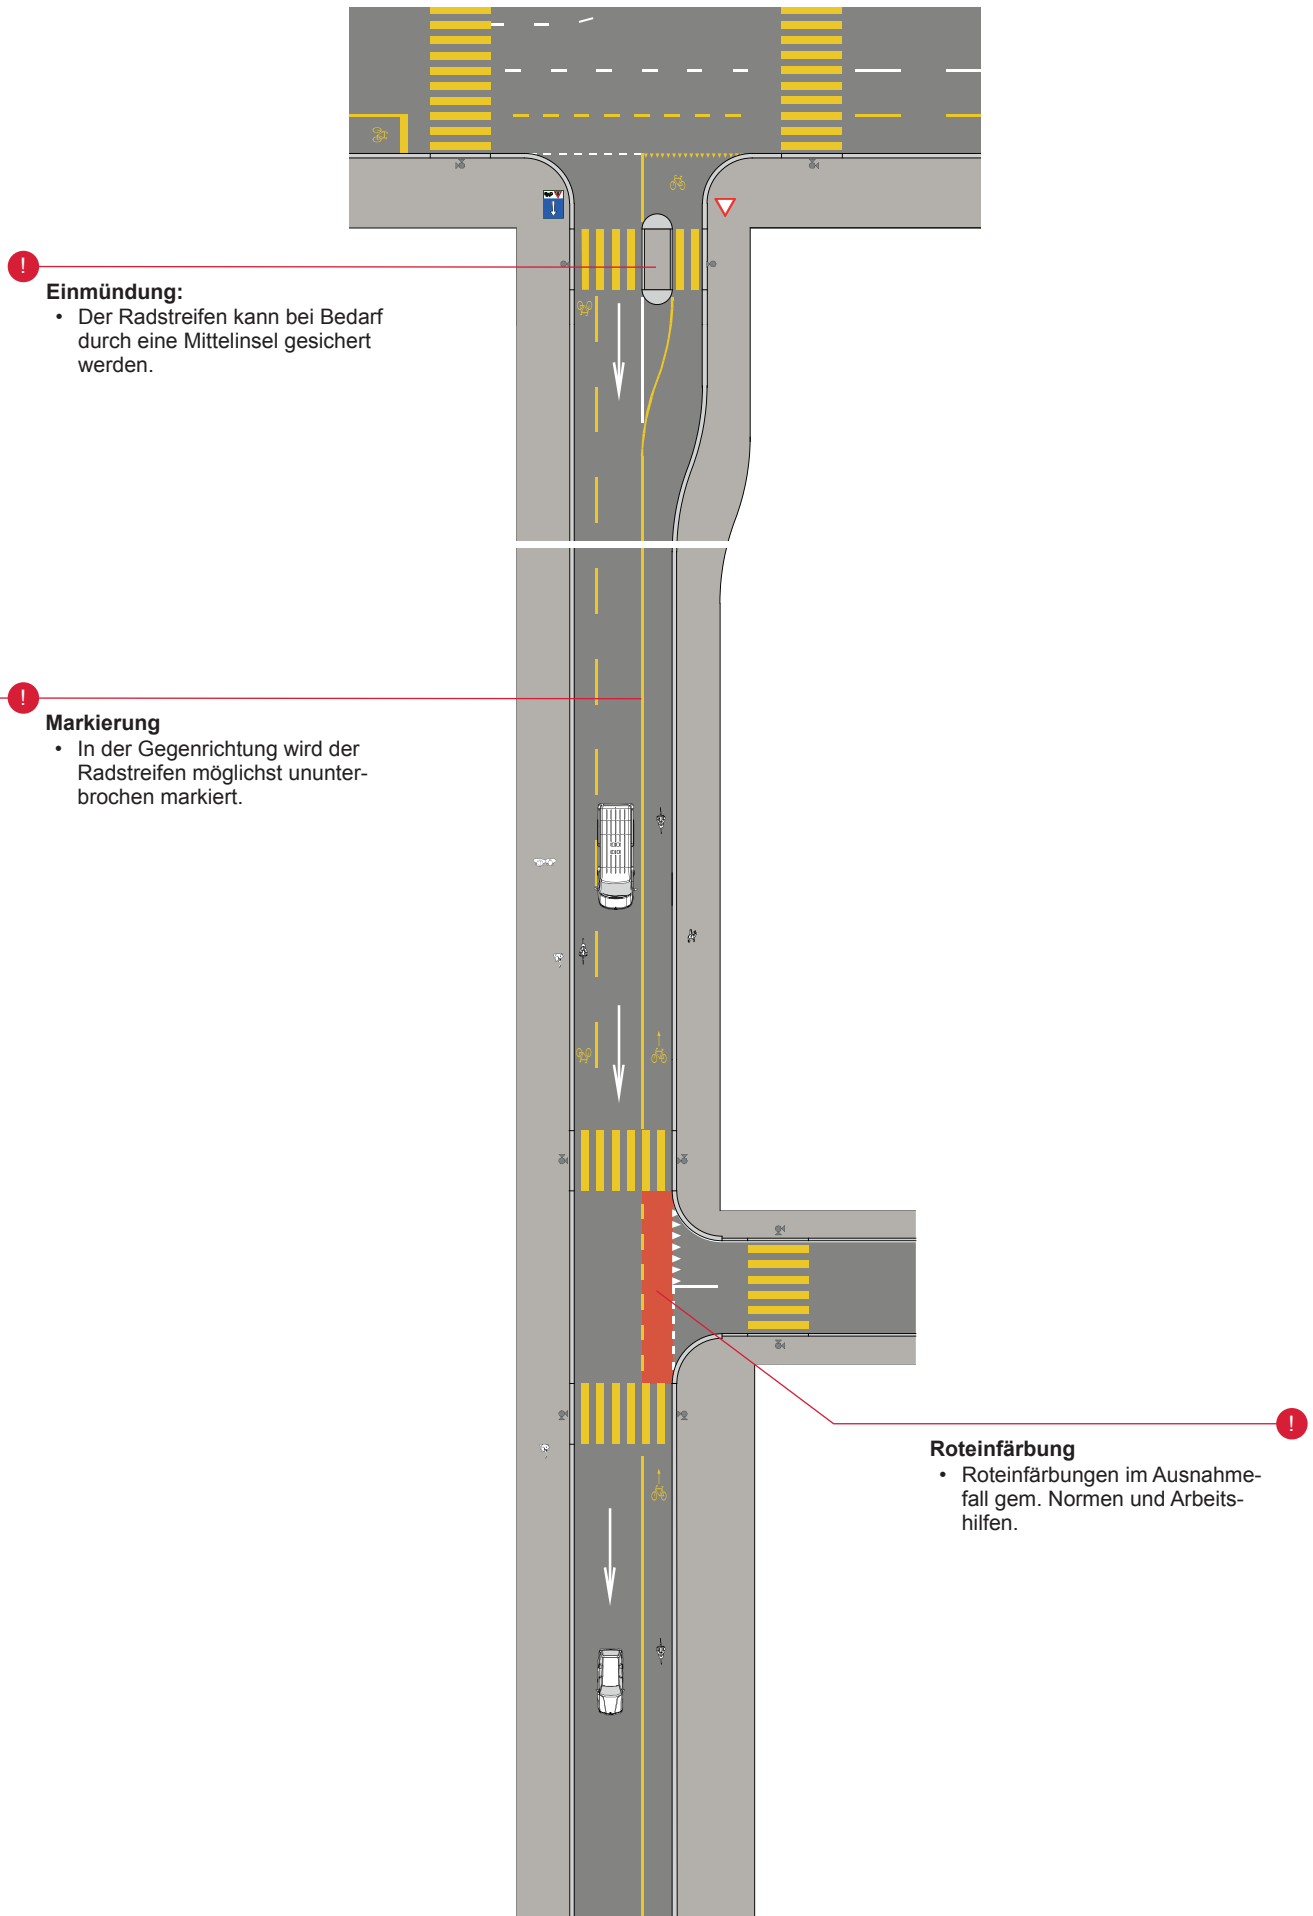 !
Einmündung:
• Der Radstreifen kann bei Bedarf
durch eine Mittelinsel gesichert
werden.
!
Markierung
• In der Gegenrichtung wird der
Radstreifen möglichst ununter-
brochen markiert.
!
Roteinfärbung
• Roteinfärbungen im Ausnahme-
fall gem. Normen und Arbeits-
hilfen.